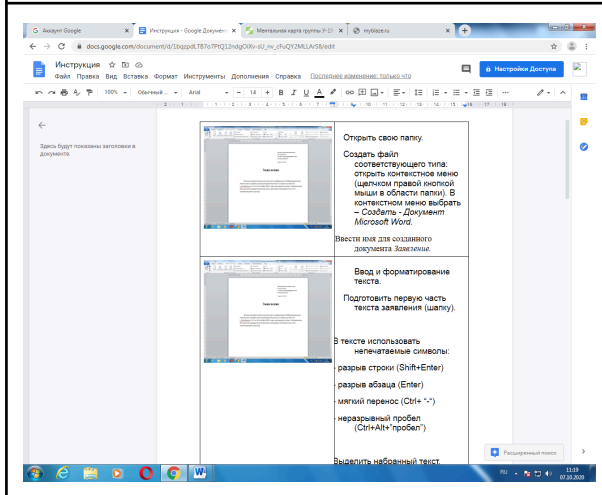 Аккаунт Google
Инструкция - Google Документ
Ментальная карта группы У-1
myblaze.ru
docs.google.com/document/d/1bqzpdLT87o7PtQ12ndgOiXv-sU_nv_cFuQY2MLLArS8/edit
Инструкция
Файл Правка Вид Вставка Формат Инструменты Дополнения Справка Последнее изменение: только что
Настройки Доступа
100% Обычный ... Arial - 14 + B I U A
Здесь будут показаны заголовки документа.
Открыть свою папку.
Создать файл
соответствующего типа:
открыть контекстное меню
(щелчком правой кнопкой
мыши в области папки). В
контекстном меню выбрать
– Создать - Документ
Microsoft Word.
Ввести имя для созданного
документа Заявление.
Ввод и форматирование
текста.
Подготовить первую часть
текста заявления (шапку).
В тексте использовать
непечатаемые символы:
- разрыв строки (Shift+Enter)
- разрыв абзаца (Enter)
- мягкий перенос (Ctrl+ “-“)
- неразрывный пробел
(Ctrl+Alt+”пробел”)
Выделить набранный текст.
Расширенный поиск
RU
11:19
07.10.2020